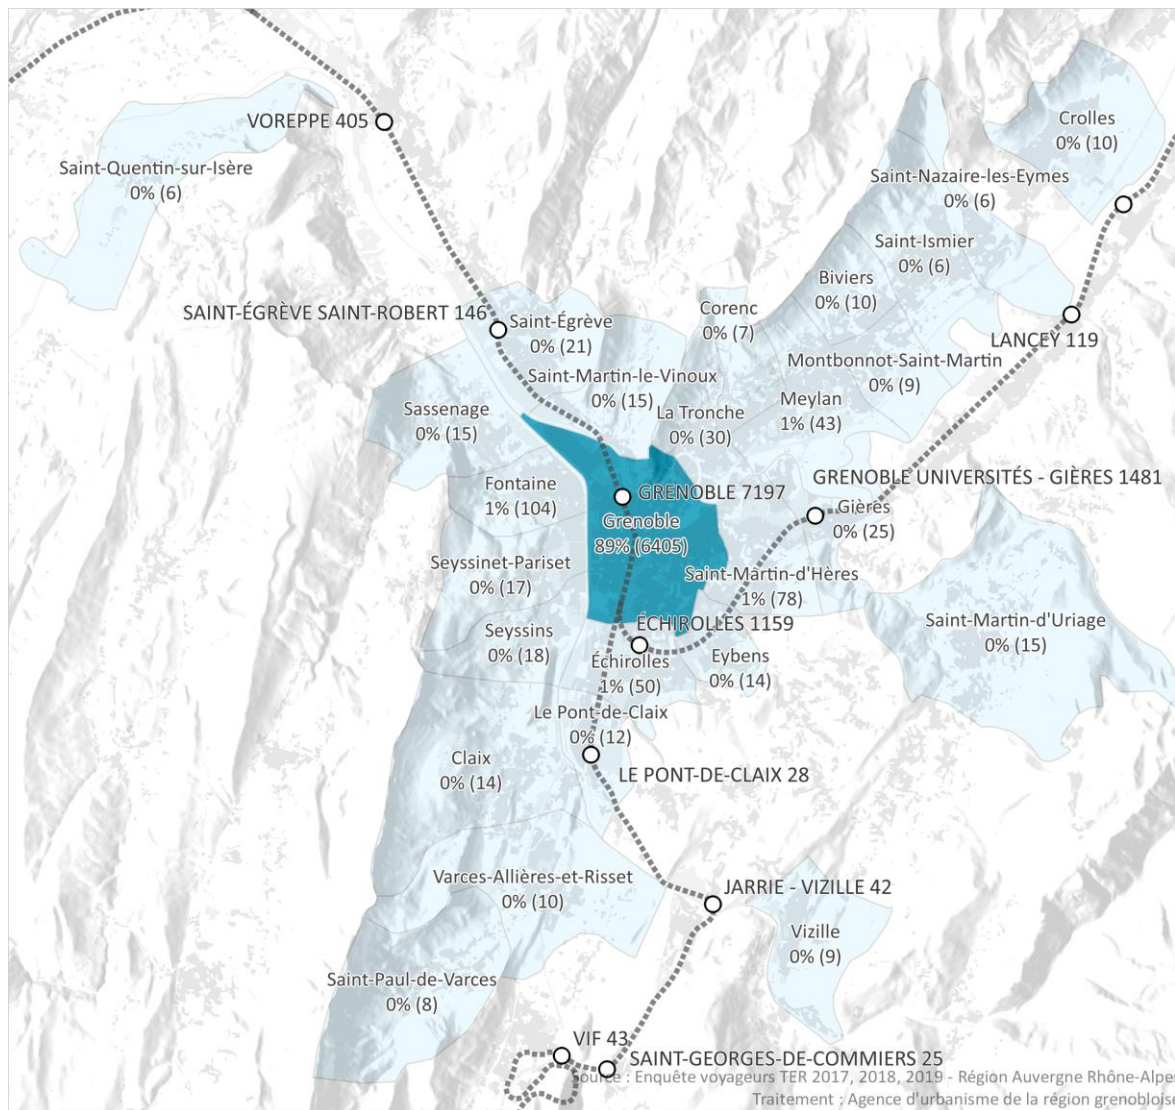 Crolles
0% (10)
VOREPPE 405
Saint-Quentin-sur-Isère
0% (6)
Saint-Nazaire-les-Eymes
0% (6)
Saint-Ismier
0% (6)
Biviers
0% (10)
Corenc
0% (7)
SAINT-ÉGRÈVE SAINT-ROBERT 146
Saint-Égrève
0% (21)
LANCEY 119
Montbonnot-Saint-Martin
0% (9)
Saint-Martin-le-Vinoux
0% (15)
Meylan
1% (43)
Sassenage
0% (15)
La Tronche
0% (30)
GRENOBLE UNIVERSITÉS - GIÈRES 1481
Gières
0% (25)
Fontaine
1% (104)
GRENOBLE 7197
Grenoble
89% (6405)
Seyssinet-Pariset
0% (17)
Saint-Martin-d'Hères
1% (78)
Saint-Martin-d'Uriage
0% (15)
Seyssins
0% (18)
ÉCHIROLLES 1159
Échirolles
1% (50)
Eybens
0% (14)
Le Pont-de-Claix
0% (12)
Claix
0% (14)
LE PONT-DE-CLAIX 28
Varces-Allières-et-Risset
0% (10)
JARRIE - VIZILLE 42
Vizille
0% (9)
Saint-Paul-de-Varces
0% (8)
VIF 43
SAINT-GEORGES-DE-COMMIERS 25
Source : Enquête voyageurs TER 2017, 2018, 2019 - Région Auvergne Rhône-Alpes
Traitement : Agence d'urbanisme de la région grenoblois